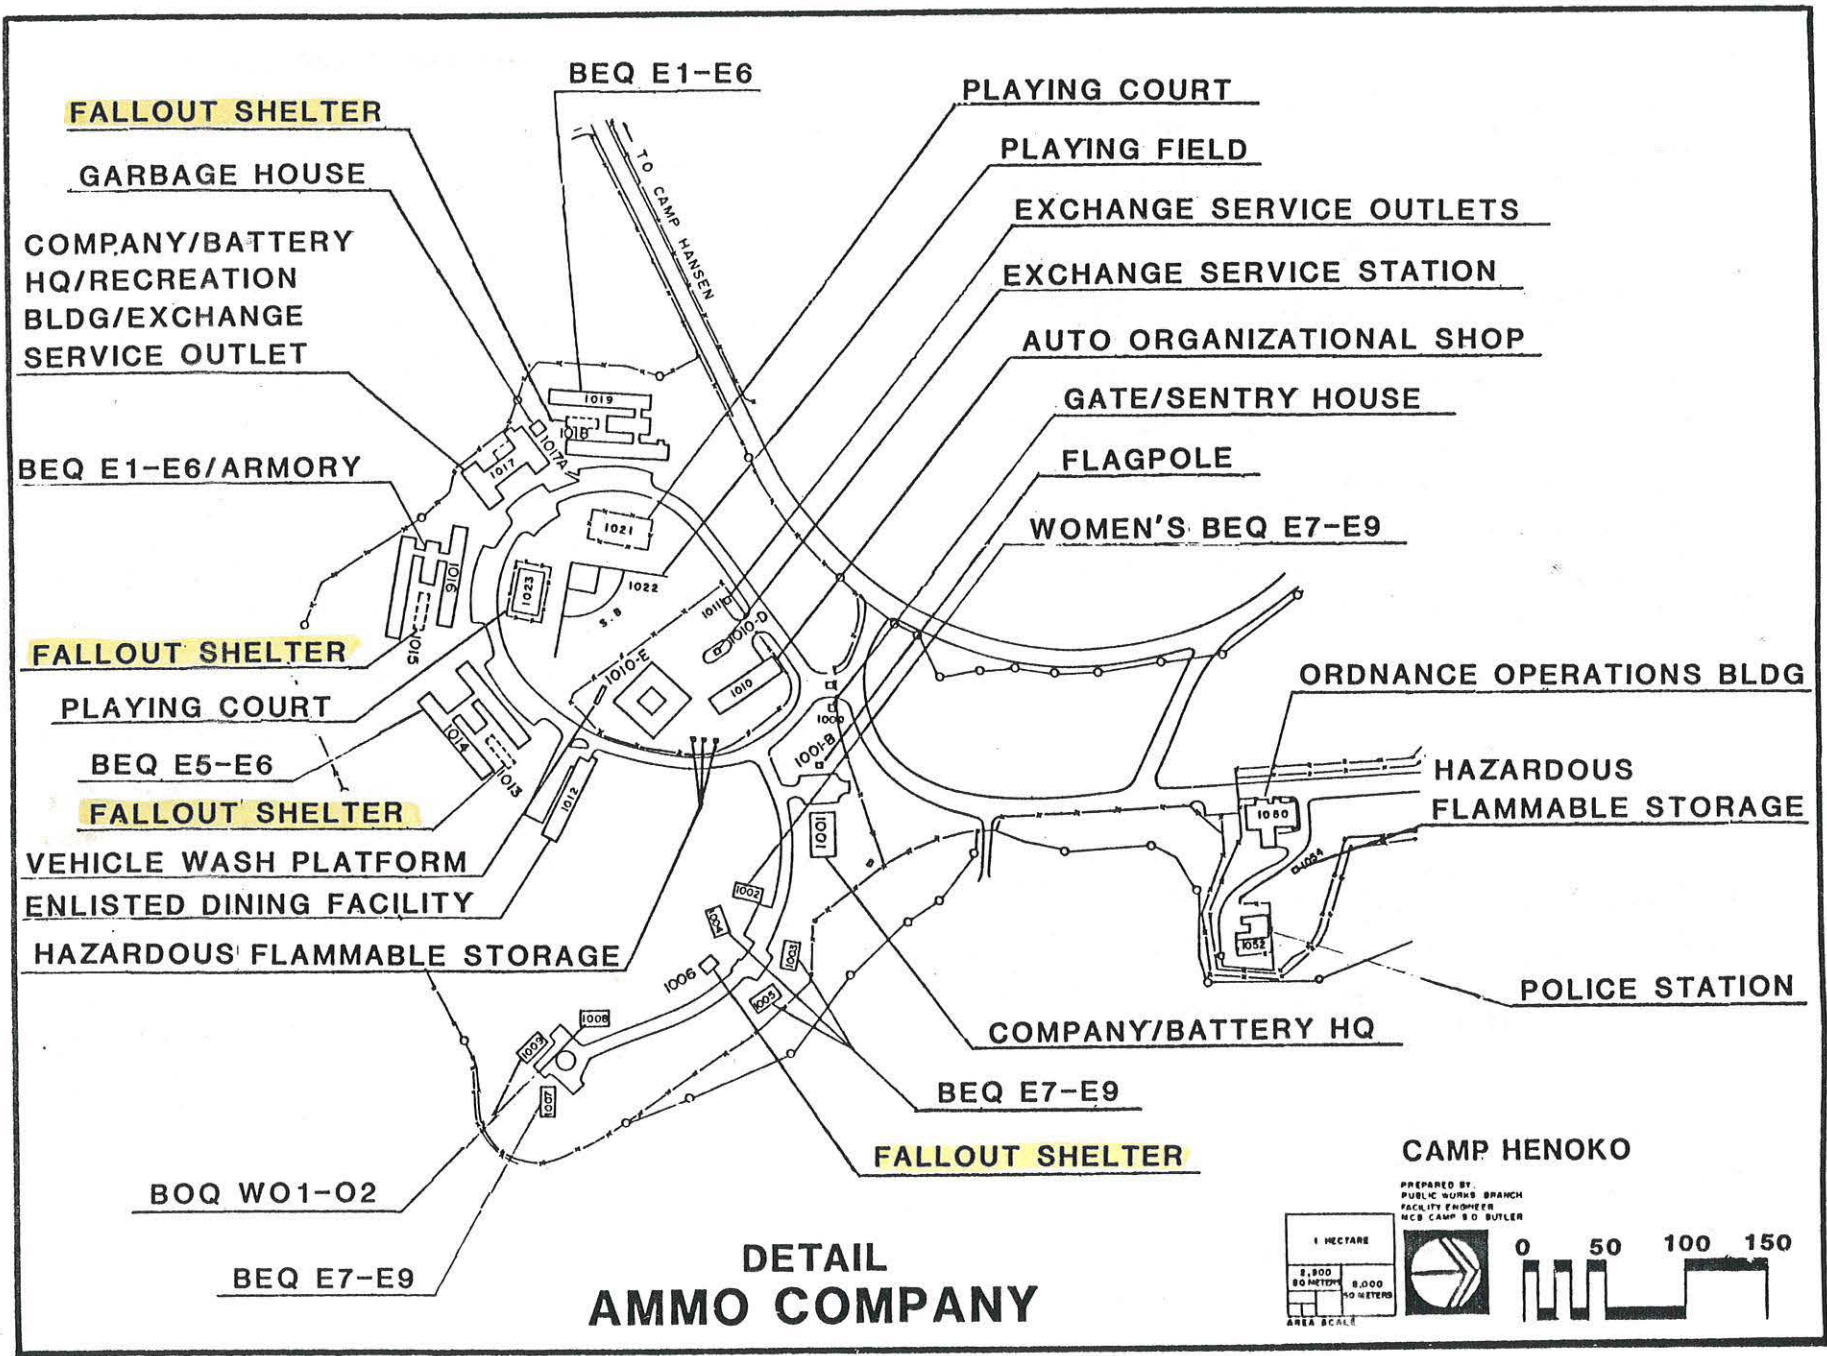 BEQ E1-E6
FALLOUT SHELTER
GARBAGE HOUSE
COMPANY/BATTERY
HQ/RECREATION
BLDG/EXCHANGE
SERVICE OUTLET
BEQ E1-E6/ARMORY
FALLOUT SHELTER
PLAYING COURT
BEQ E5-E6
FALLOUT SHELTER
VEHICLE WASH PLATFORM
ENLISTED DINING FACILITY
HAZARDOUS FLAMMABLE STORAGE
BOQ WO1-O2
BEQ E7-E9
PLAYING COURT
PLAYING FIELD
EXCHANGE SERVICE OUTLETS
EXCHANGE SERVICE STATION
AUTO ORGANIZATIONAL SHOP
GATE/SENTRY HOUSE
FLAGPOLE
WOMEN'S BEQ E7-E9
ORDNANCE OPERATIONS BLDG
HAZARDOUS
FLAMMABLE STORAGE
POLICE STATION
COMPANY/BATTERY HQ
BEQ E7-E9
FALLOUT SHELTER
TO CAMP HANSEN
1019
1018
1017A
1017
1016
1015
1021
1023
1022
S.B
1011
1010-D
1010-E
1010
1014
1013
1012
1000
1001-B
1001
1002
1004
1003
1005
1006
1008
1009
1007
1060
1054
1052
DETAIL
AMMO COMPANY
CAMP HENOKO
PREPARED BY:
PUBLIC WORKS BRANCH
FACILITY ENGINEER
MCB CAMP S D BUTLER
1 HECTARE
2,500
50 METERS
AREA SCALE
0 50 100 150